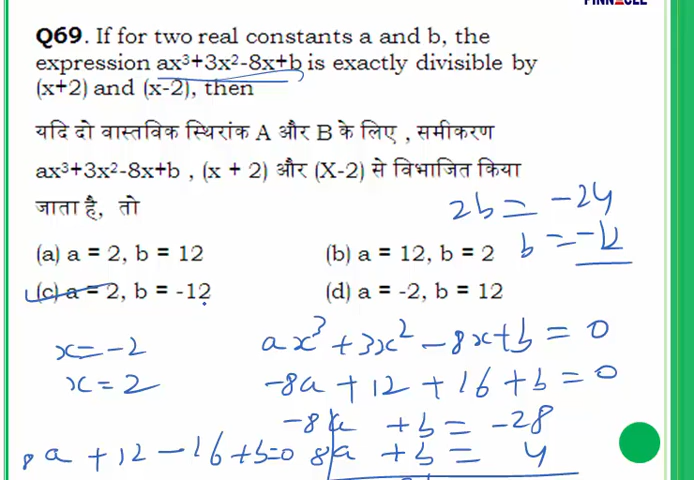 PINNACLE
Q69. If for two real constants a and b, the
expression ax³+3x²-8x+b is exactly divisible by
(x+2) and (x-2), then
यदि दो वास्तविक स्थिरांक A और B के लिए , समीकरण
ax³+3x²-8x+b , (x + 2) और (X-2) से विभाजित किया
जाता है, तो
2b = -24
b = -12
(a) a = 2, b = 12
(b) a = 12, b = 2
(c) a = 2, b = -12
(d) a = -2, b = 12
x = -2
ax³ + 3x² - 8x + b = 0
x = 2
-8a + 12 + 16 + b = 0
-8a + b = -28
8a + 12 - 16 + b = 0
8a + b = 4